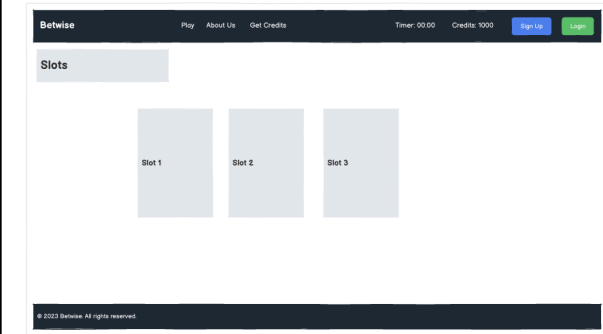 Betwise Play About Us Get Credits Timer: 00:00 Credits: 1000 Sign Up Login
Slots
Slot 1 Slot 2 Slot 3
© 2023 Betwise. All rights reserved.